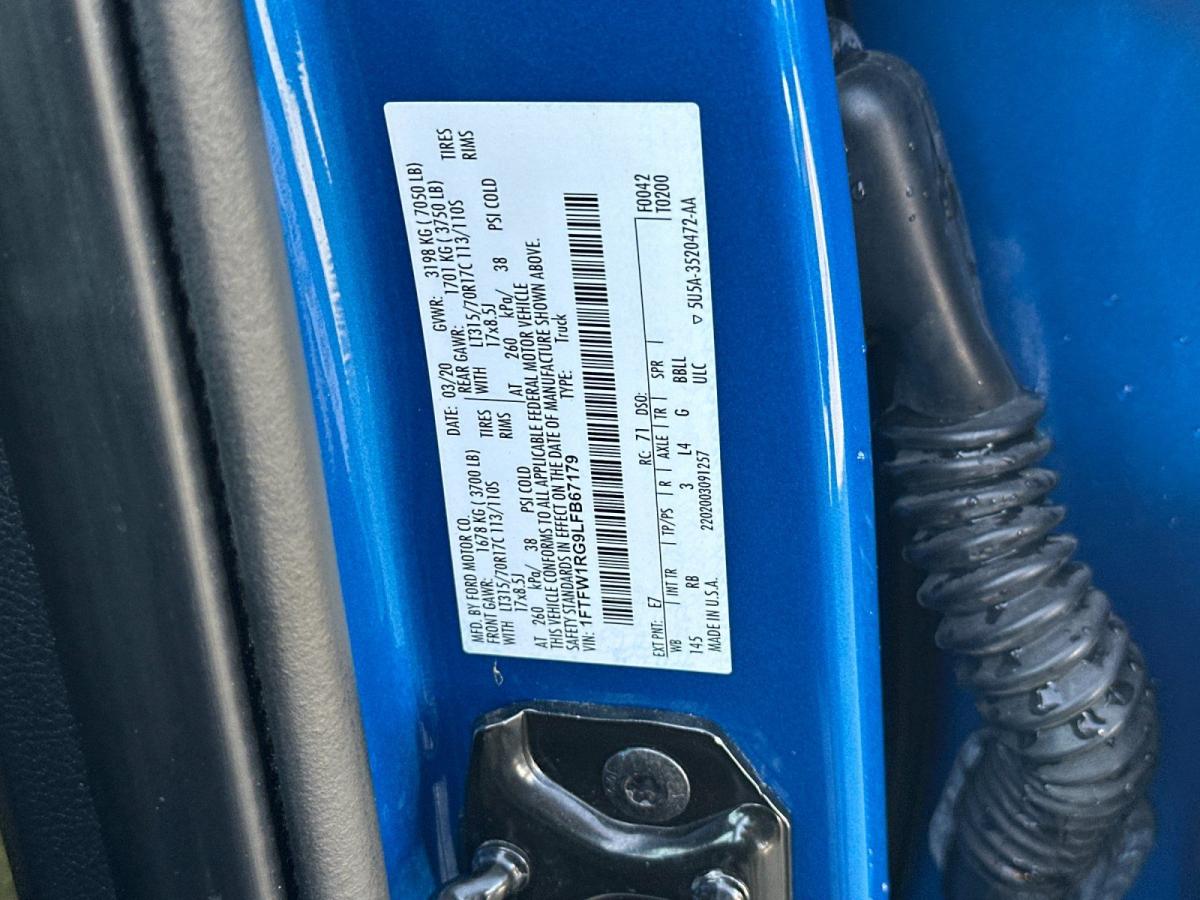 MFD. BY FORD MOTOR CO.
DATE: 03/20 GVWR: 3198 KG ( 7050 LB)
FRONT GAWR: 1678 KG ( 3700 LB) REAR GAWR: 1701 KG ( 3750 LB)
WITH LT315/70R17C 113/110S TIRES WITH LT315/70R17C 113/110S TIRES
17x8.5J RIMS 17x8.5J RIMS
AT 260 kPa/ 38 PSI COLD AT 260 kPa/ 38 PSI COLD
THIS VEHICLE CONFORMS TO ALL APPLICABLE FEDERAL MOTOR VEHICLE
SAFETY STANDARDS IN EFFECT ON THE DATE OF MANUFACTURE SHOWN ABOVE.
VIN: 1FTFW1RG9LFB67179 TYPE: Truck
EXT PNT: E7 RC: 71 DSO: F0042
WB INT TR TP/PS R AXLE TR SPR T0200
145 RB 3 L4 G BBLL
2202003091257 ULC
MADE IN U.S.A. ▽ 5U5A-3520472-AA